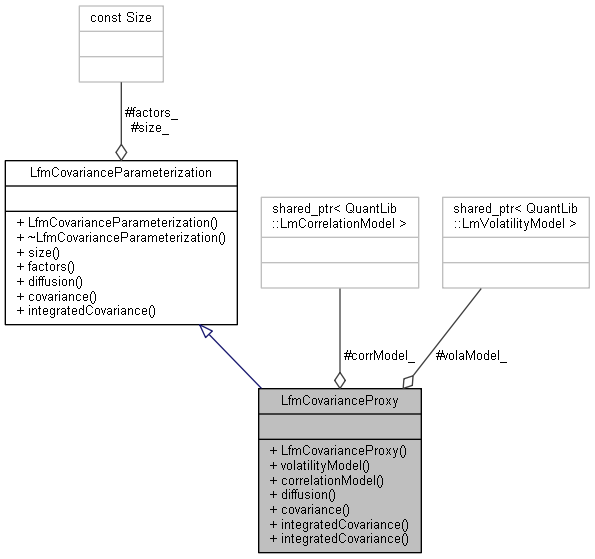 const Size
#factors_
#size_
LfmCovarianceParameterization
+ LfmCovarianceParameterization()
+ ~LfmCovarianceParameterization()
+ size()
+ factors()
+ diffusion()
+ covariance()
+ integratedCovariance()
shared_ptr< QuantLib
::LmCorrelationModel >
shared_ptr< QuantLib
::LmVolatilityModel >
#corrModel_
#volaModel_
LfmCovarianceProxy
+ LfmCovarianceProxy()
+ volatilityModel()
+ correlationModel()
+ diffusion()
+ covariance()
+ integratedCovariance()
+ integratedCovariance()